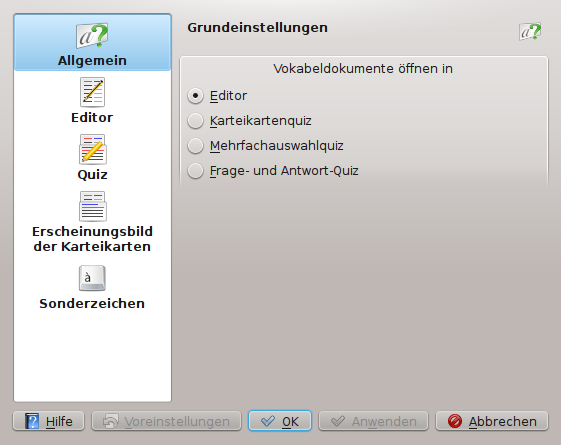 Grundeinstellungen
Allgemein
Editor
Quiz
Erscheinungsbild
der Karteikarten
à
Sonderzeichen
Vokabeldokumente öffnen in
Editor
Karteikartenquiz
Mehrfachauswahlquiz
Frage- und Antwort-Quiz
Hilfe
Voreinstellungen
OK
Anwenden
Abbrechen